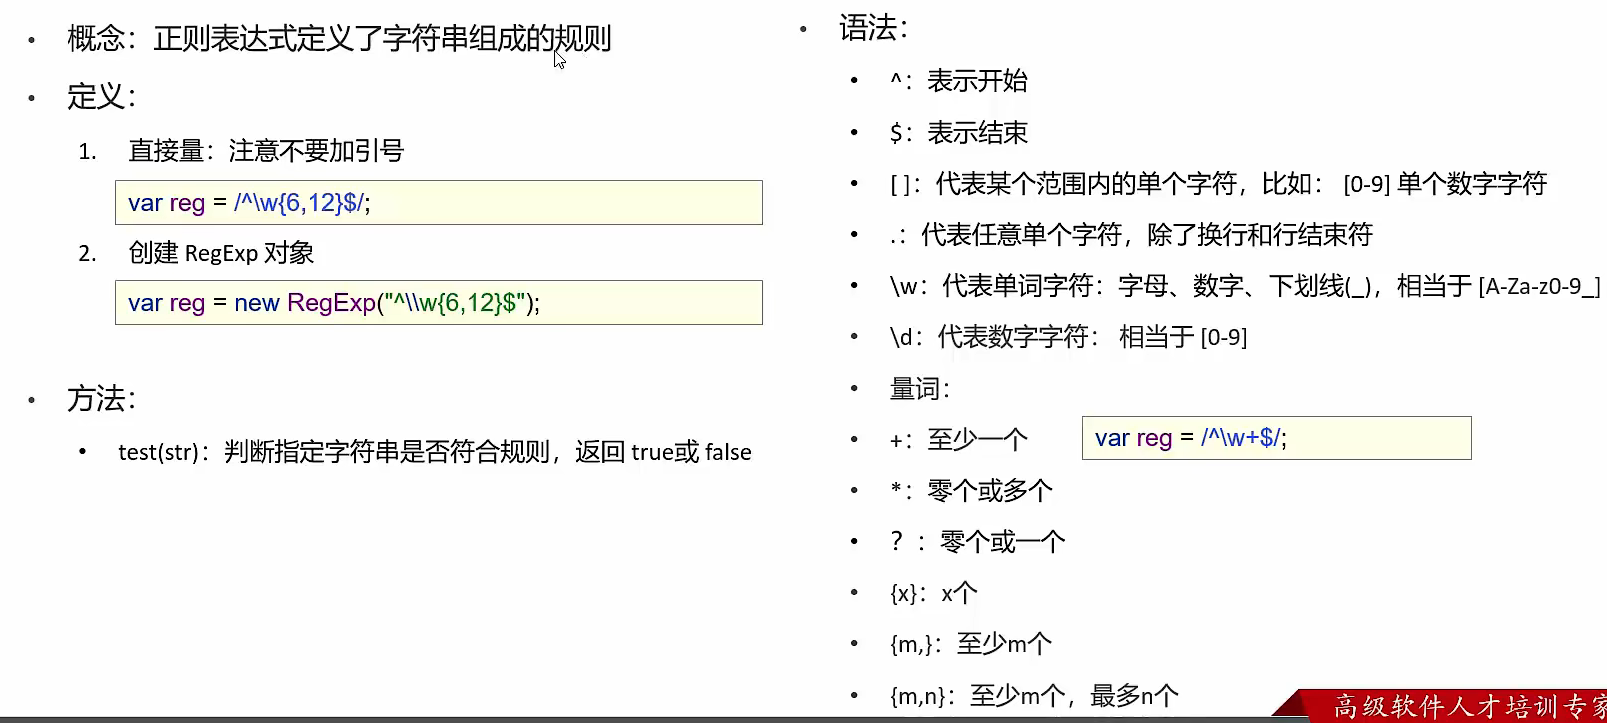 • 概念：正则表达式定义了字符串组成的规则
• 定义：
1. 直接量：注意不要加引号
var reg = /^\w{6,12}$/;
2. 创建 RegExp 对象
var reg = new RegExp("^\\w{6,12}$");
• 方法：
• test(str)：判断指定字符串是否符合规则，返回 true或 false
• 语法：
• ^：表示开始
• $：表示结束
• [ ]：代表某个范围内的单个字符，比如： [0-9] 单个数字字符
• .：代表任意单个字符，除了换行和行结束符
• \w：代表单词字符：字母、数字、下划线(_)，相当于 [A-Za-z0-9_]
• \d：代表数字字符： 相当于 [0-9]
• 量词：
• +：至少一个
var reg = /^\w+$/;
• *：零个或多个
• ？：零个或一个
• {x}：x个
• {m,}：至少m个
• {m,n}：至少m个，最多n个
高级软件人才培训专家